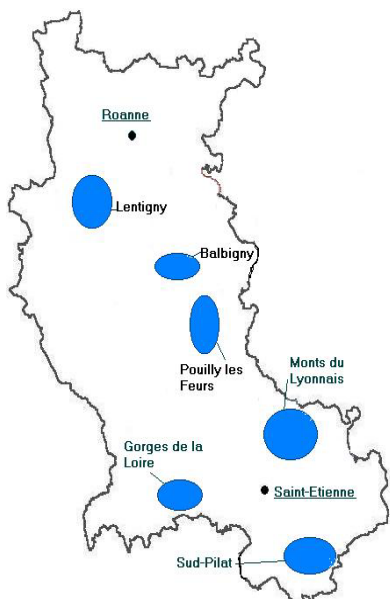 Roanne
Lentigny
Balbigny
Pouilly les
Feurs
Monts du
Lyonnais
Gorges de la
Loire
Saint-Etienne
Sud-Pilat